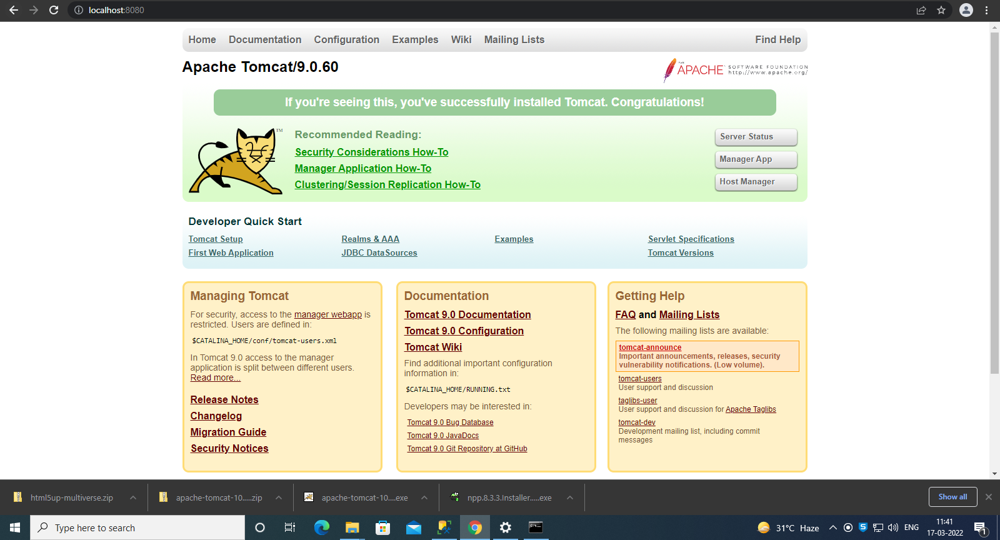 localhost:8080
Home Documentation Configuration Examples Wiki Mailing Lists Find Help
Apache Tomcat/9.0.60
THE APACHE SOFTWARE FOUNDATION
http://www.apache.org/
If you're seeing this, you've successfully installed Tomcat. Congratulations!
TM
Recommended Reading:
Security Considerations How-To
Manager Application How-To
Clustering/Session Replication How-To
Server Status
Manager App
Host Manager
Developer Quick Start
Tomcat Setup
First Web Application
Realms & AAA
JDBC DataSources
Examples
Servlet Specifications
Tomcat Versions
Managing Tomcat
For security, access to the manager webapp is
restricted. Users are defined in:
$CATALINA_HOME/conf/tomcat-users.xml
In Tomcat 9.0 access to the manager
application is split between different users.
Read more...
Release Notes
Changelog
Migration Guide
Security Notices
Documentation
Tomcat 9.0 Documentation
Tomcat 9.0 Configuration
Tomcat Wiki
Find additional important configuration
information in:
$CATALINA_HOME/RUNNING.txt
Developers may be interested in:
Tomcat 9.0 Bug Database
Tomcat 9.0 JavaDocs
Tomcat 9.0 Git Repository at GitHub
Getting Help
FAQ and Mailing Lists
The following mailing lists are available:
tomcat-announce
Important announcements, releases, security
vulnerability notifications. (Low volume).
tomcat-users
User support and discussion
taglibs-user
User support and discussion for Apache Taglibs
tomcat-dev
Development mailing list, including commit
messages
html5up-multiverse.zip
apache-tomcat-10.....zip
apache-tomcat-10....exe
npp.8.3.3.Installer.....exe
Show all
Type here to search
31°C Haze
ENG
11:41
17-03-2022
1